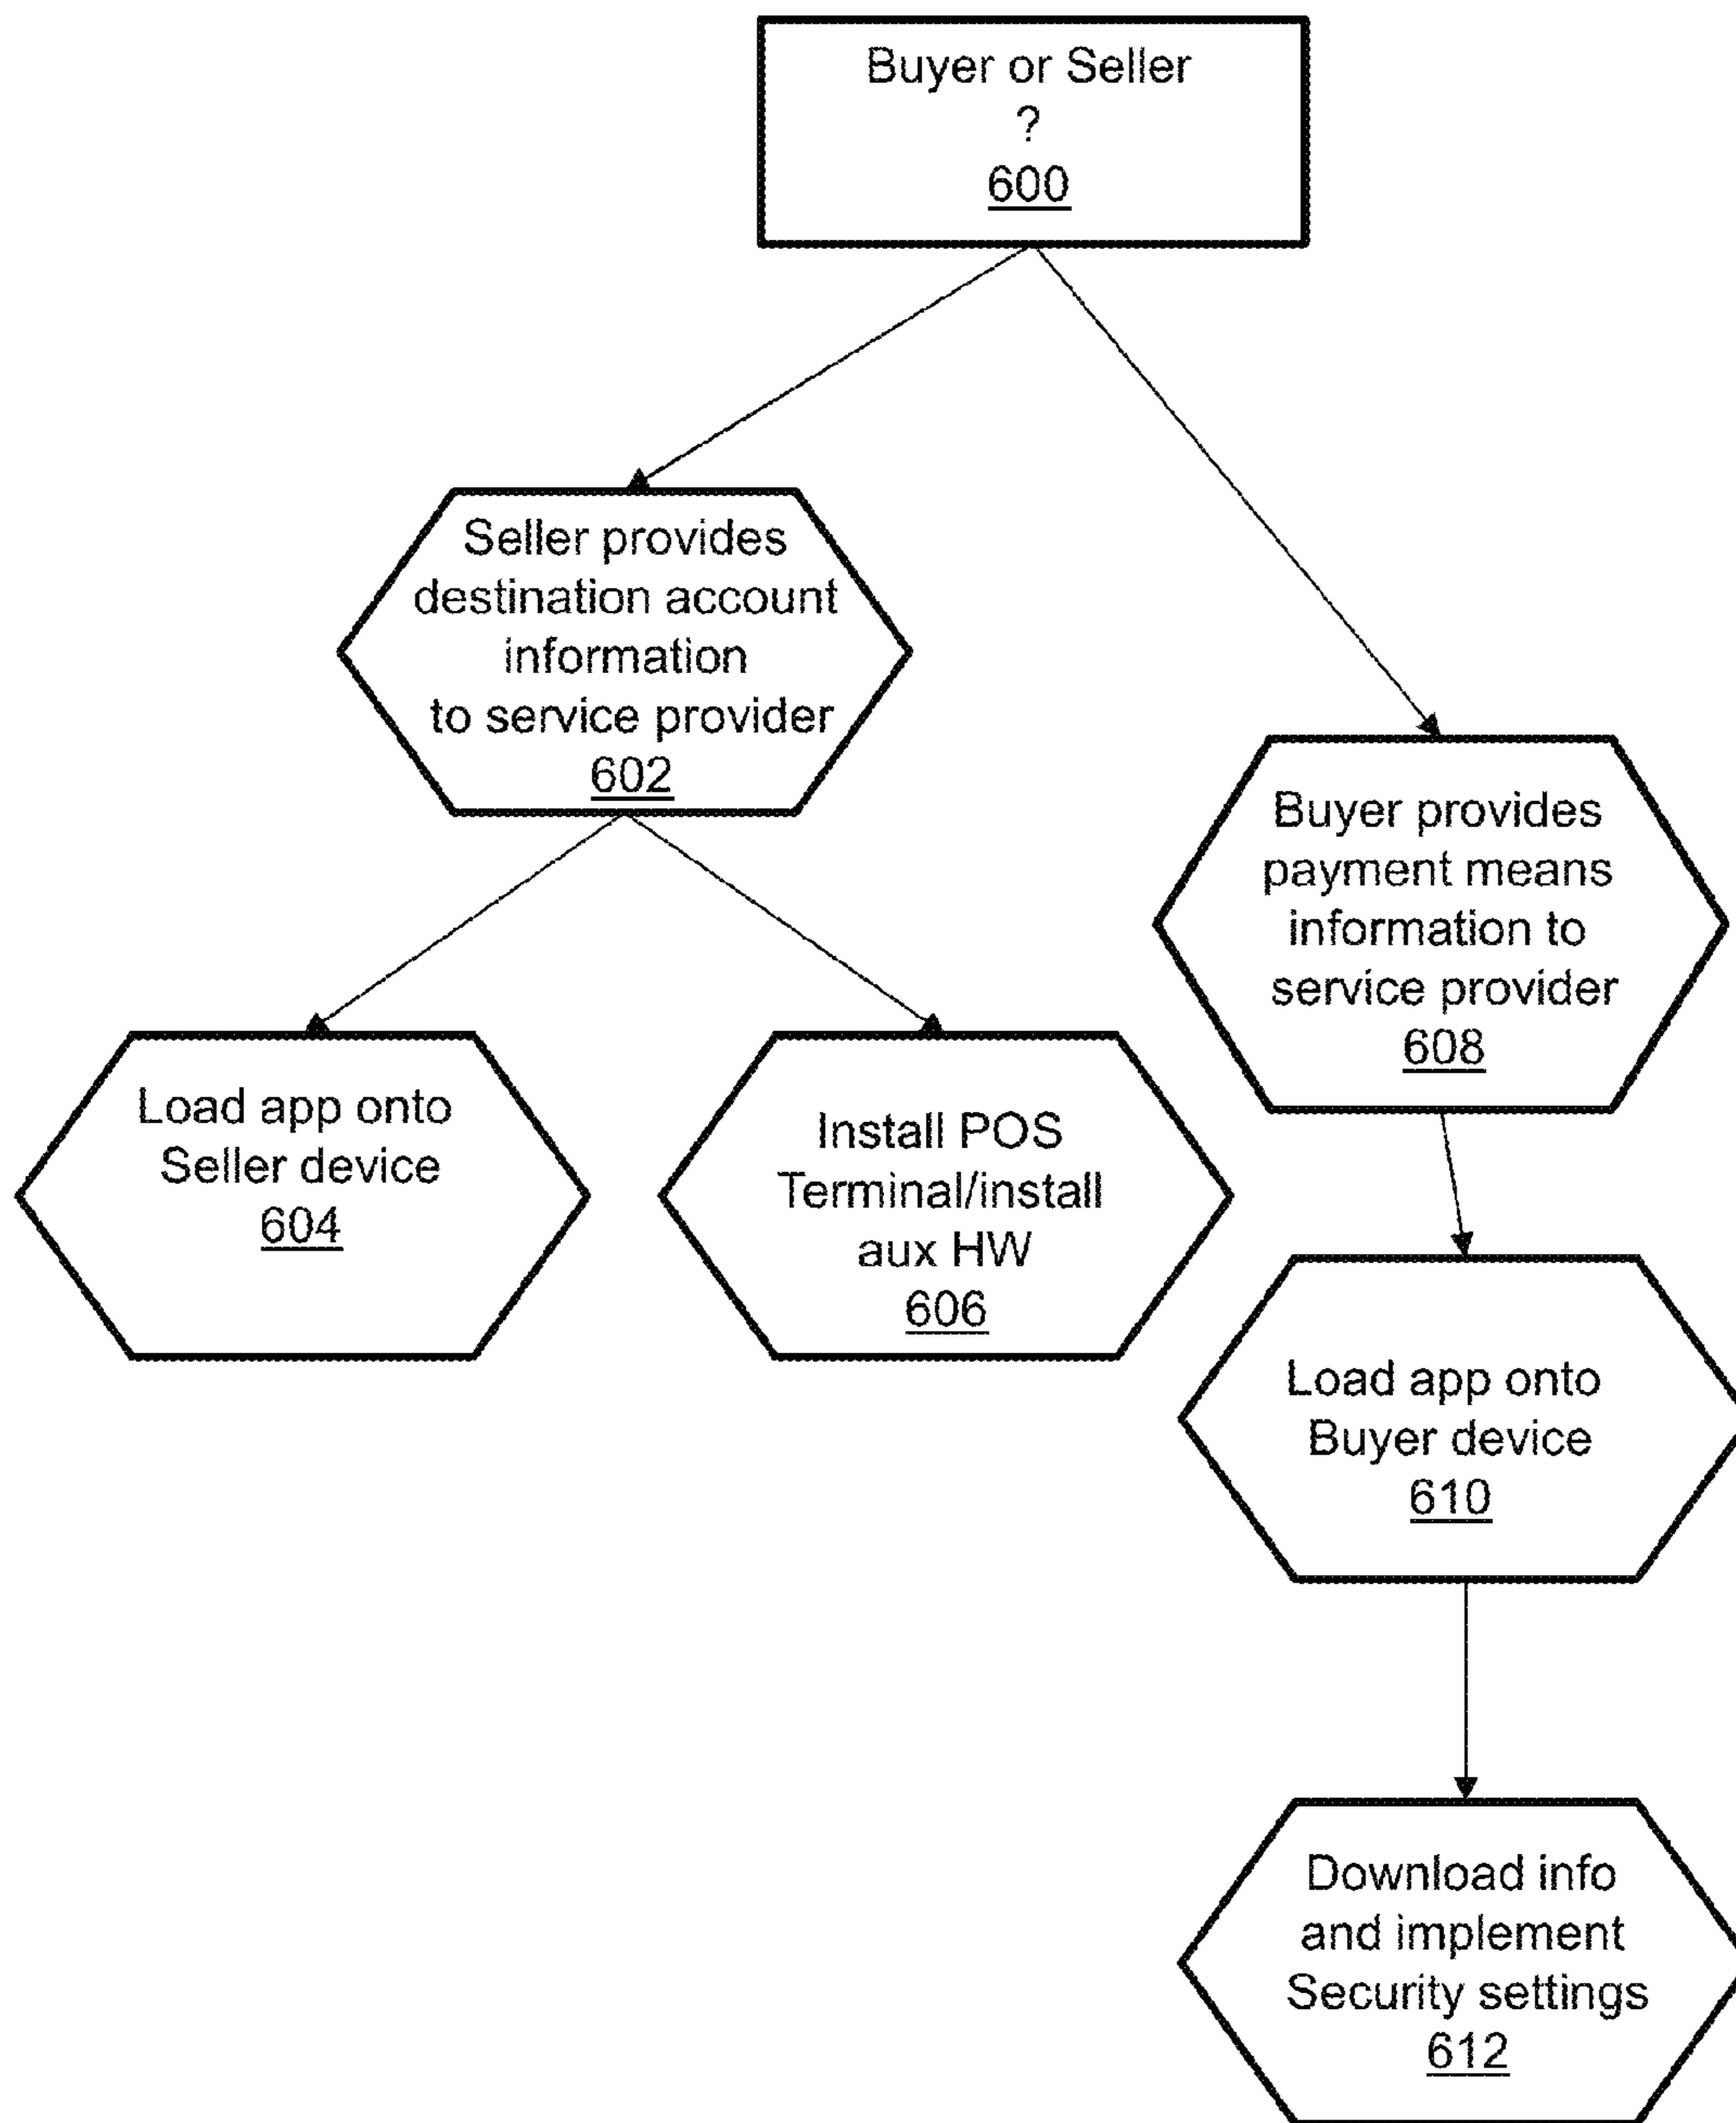 Buyer or Seller
?
600
Seller provides
destination account
information
to service provider
602
Buyer provides
payment means
information to
service provider
608
Load app onto
Seller device
604
Install POS
Terminal/install
aux HW
606
Load app onto
Buyer device
610
Download info
and implement
Security settings
612